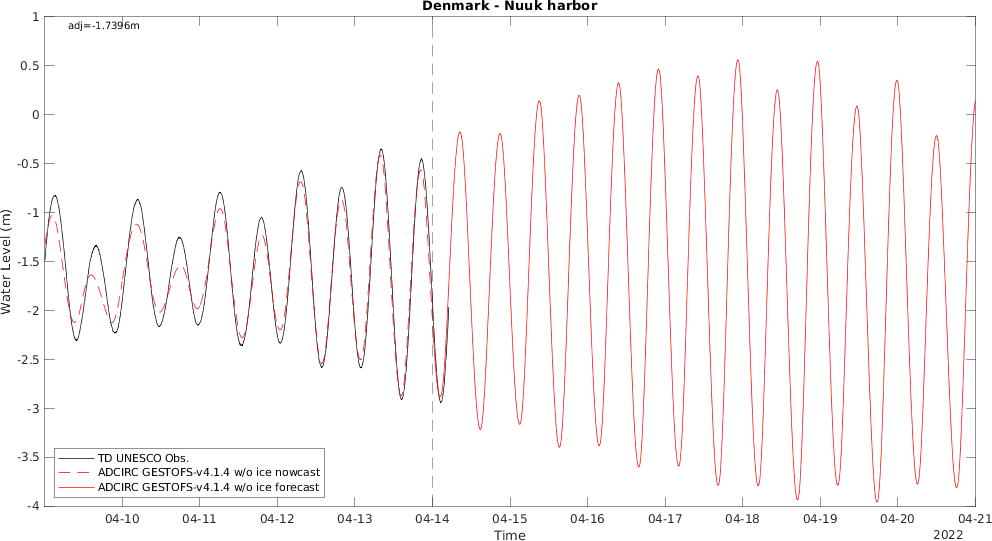 Denmark - Nuuk harbor
adj=-1.7396m
1
0.5
0
-0.5
-1
-1.5
-2
-2.5
-3
-3.5
-4
Water Level (m)
TD UNESCO Obs.
ADCIRC GESTOFS-v4.1.4 w/o ice nowcast
ADCIRC GESTOFS-v4.1.4 w/o ice forecast
04-10 04-11 04-12 04-13 04-14 04-15 04-16 04-17 04-18 04-19 04-20 04-21
Time
2022